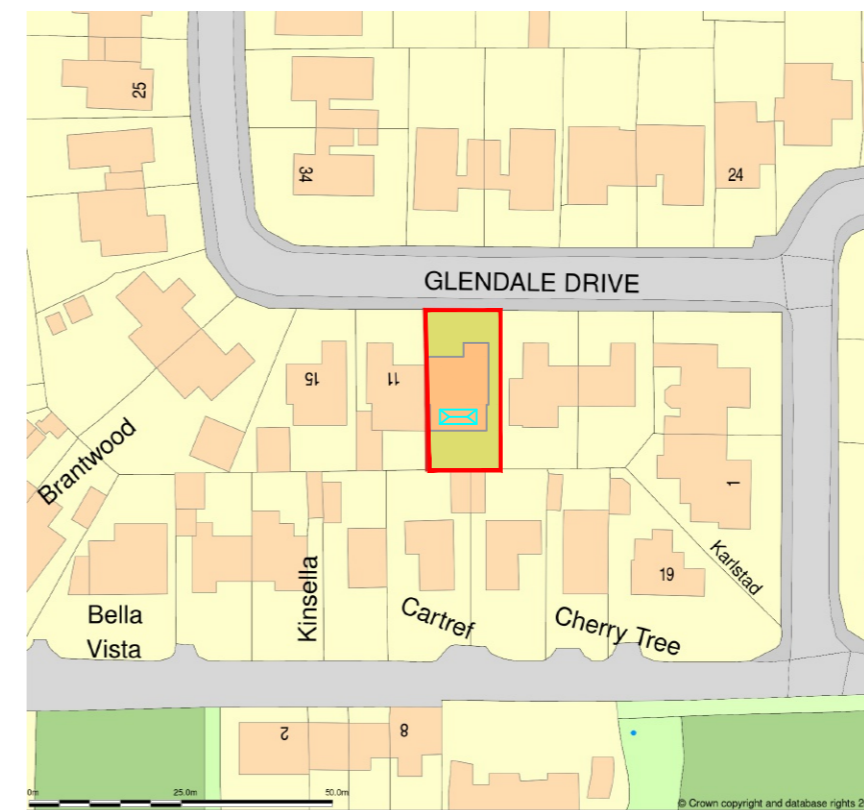 25
34
24
GLENDALE DRIVE
15
11
Brantwood
1
Karlstad
19
Kinsella
Bella
Vista
Cartref
Cherry Tree
2
8
0m
25.0m
50.0m
© Crown copyright and database rights 2